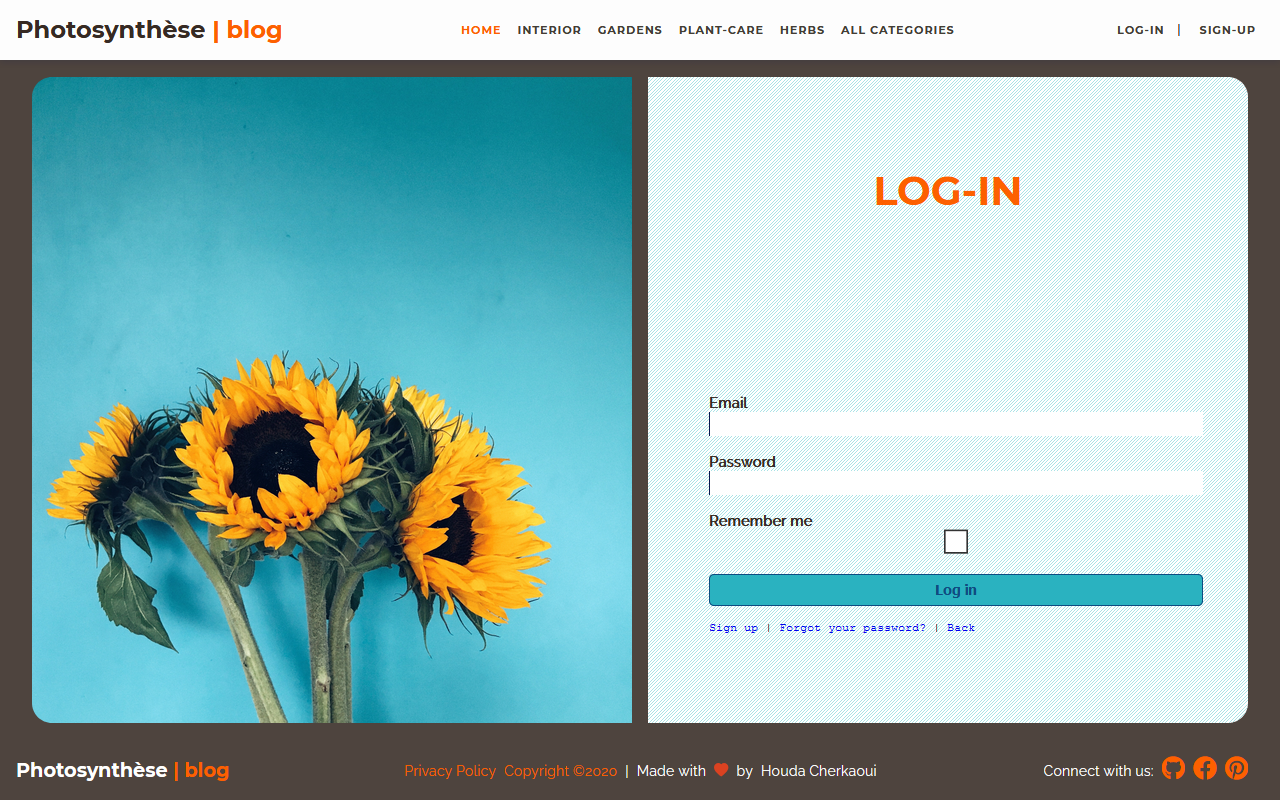 Photosynthèse | blog
HOME INTERIOR GARDENS PLANT-CARE HERBS ALL CATEGORIES
LOG-IN | SIGN-UP
LOG-IN
Email
Password
Remember me
Log in
Sign up | Forgot your password? | Back
Photosynthèse | blog
Privacy Policy Copyright ©2020 | Made with by Houda Cherkaoui
Connect with us: